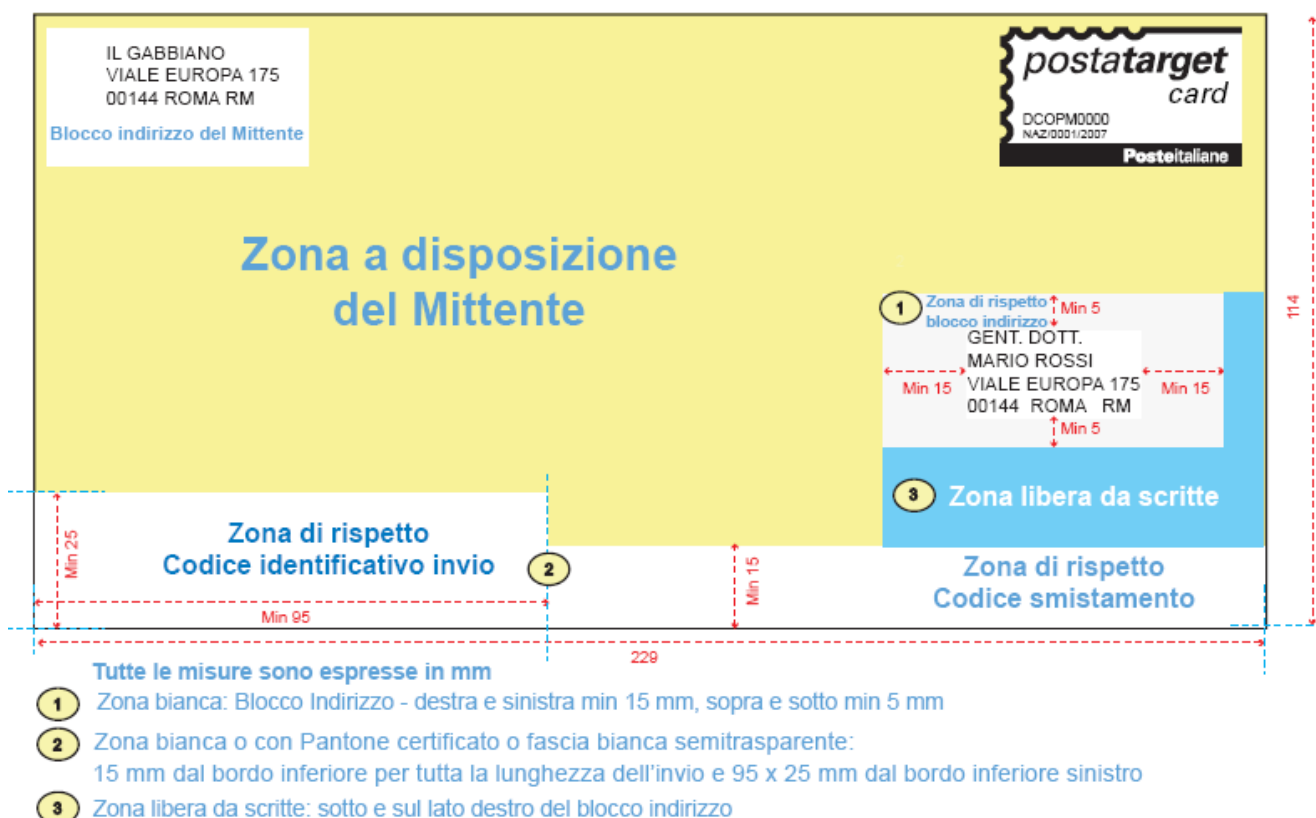 IL GABBIANO
VIALE EUROPA 175
00144 ROMA RM
Blocco indirizzo del Mittente
postatarget
card
DCOPM0000
NAZ/0001/2007
Posteitaliane
Zona a disposizione
del Mittente
114
1
Zona di rispetto
blocco indirizzo
Min 5
GENT. DOTT.
MARIO ROSSI
VIALE EUROPA 175
00144 ROMA RM
Min 15
Min 15
Min 5
3
Zona libera da scritte
Min 25
Zona di rispetto
Codice identificativo invio
2
Min 95
Min 15
Zona di rispetto
Codice smistamento
229
Tutte le misure sono espresse in mm
1 Zona bianca: Blocco Indirizzo - destra e sinistra min 15 mm, sopra e sotto min 5 mm
2 Zona bianca o con Pantone certificato o fascia bianca semitrasparente:
15 mm dal bordo inferiore per tutta la lunghezza dell'invio e 95 x 25 mm dal bordo inferiore sinistro
3 Zona libera da scritte: sotto e sul lato destro del blocco indirizzo